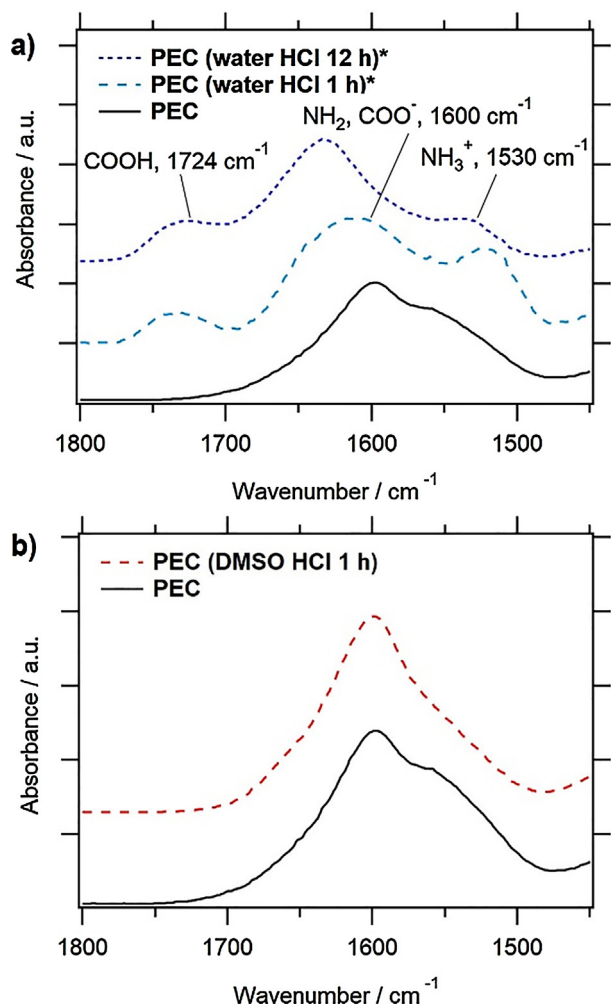 a)
PEC (water HCl 12 h)*
PEC (water HCl 1 h)*
PEC
NH₂, COO⁻, 1600 cm⁻¹
COOH, 1724 cm⁻¹
NH₃⁺, 1530 cm⁻¹
Absorbance / a.u.
1800 1700 1600 1500
Wavenumber / cm⁻¹
b)
PEC (DMSO HCl 1 h)
PEC
Absorbance / a.u.
1800 1700 1600 1500
Wavenumber / cm⁻¹